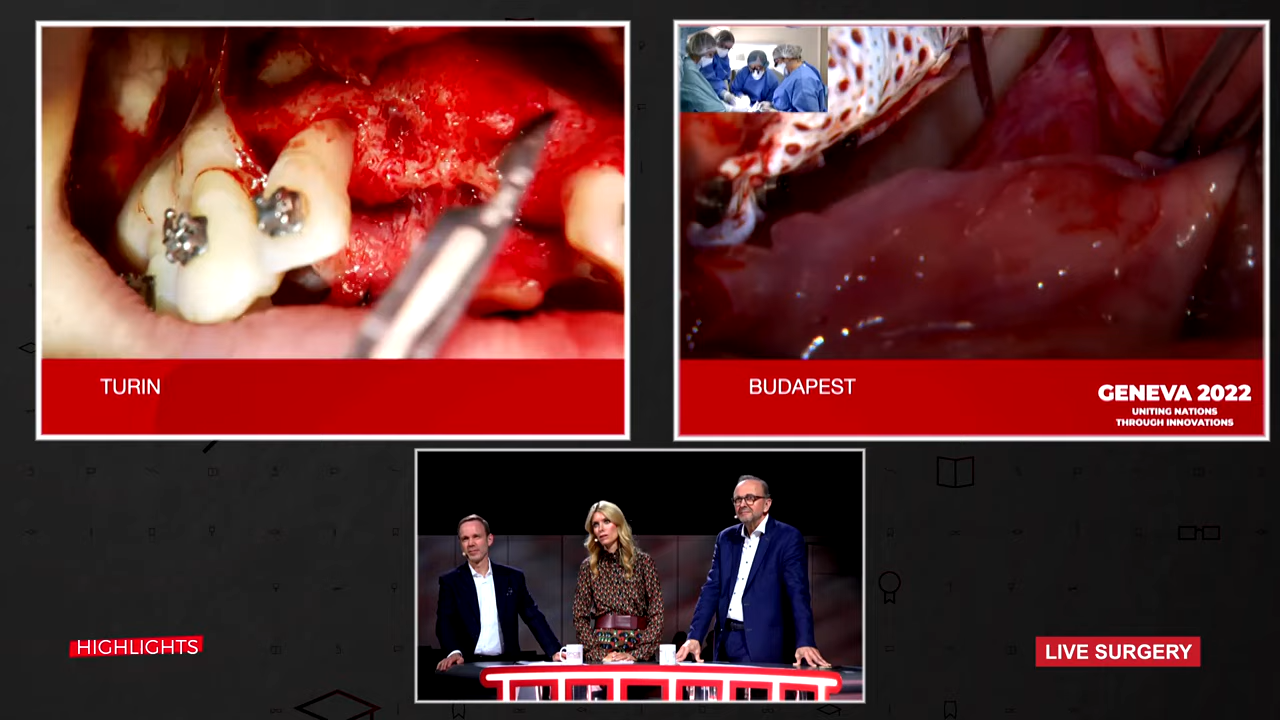 TURIN
BUDAPEST
GENEVA 2022
UNITING NATIONS
THROUGH INNOVATIONS
HIGHLIGHTS
LIVE SURGERY